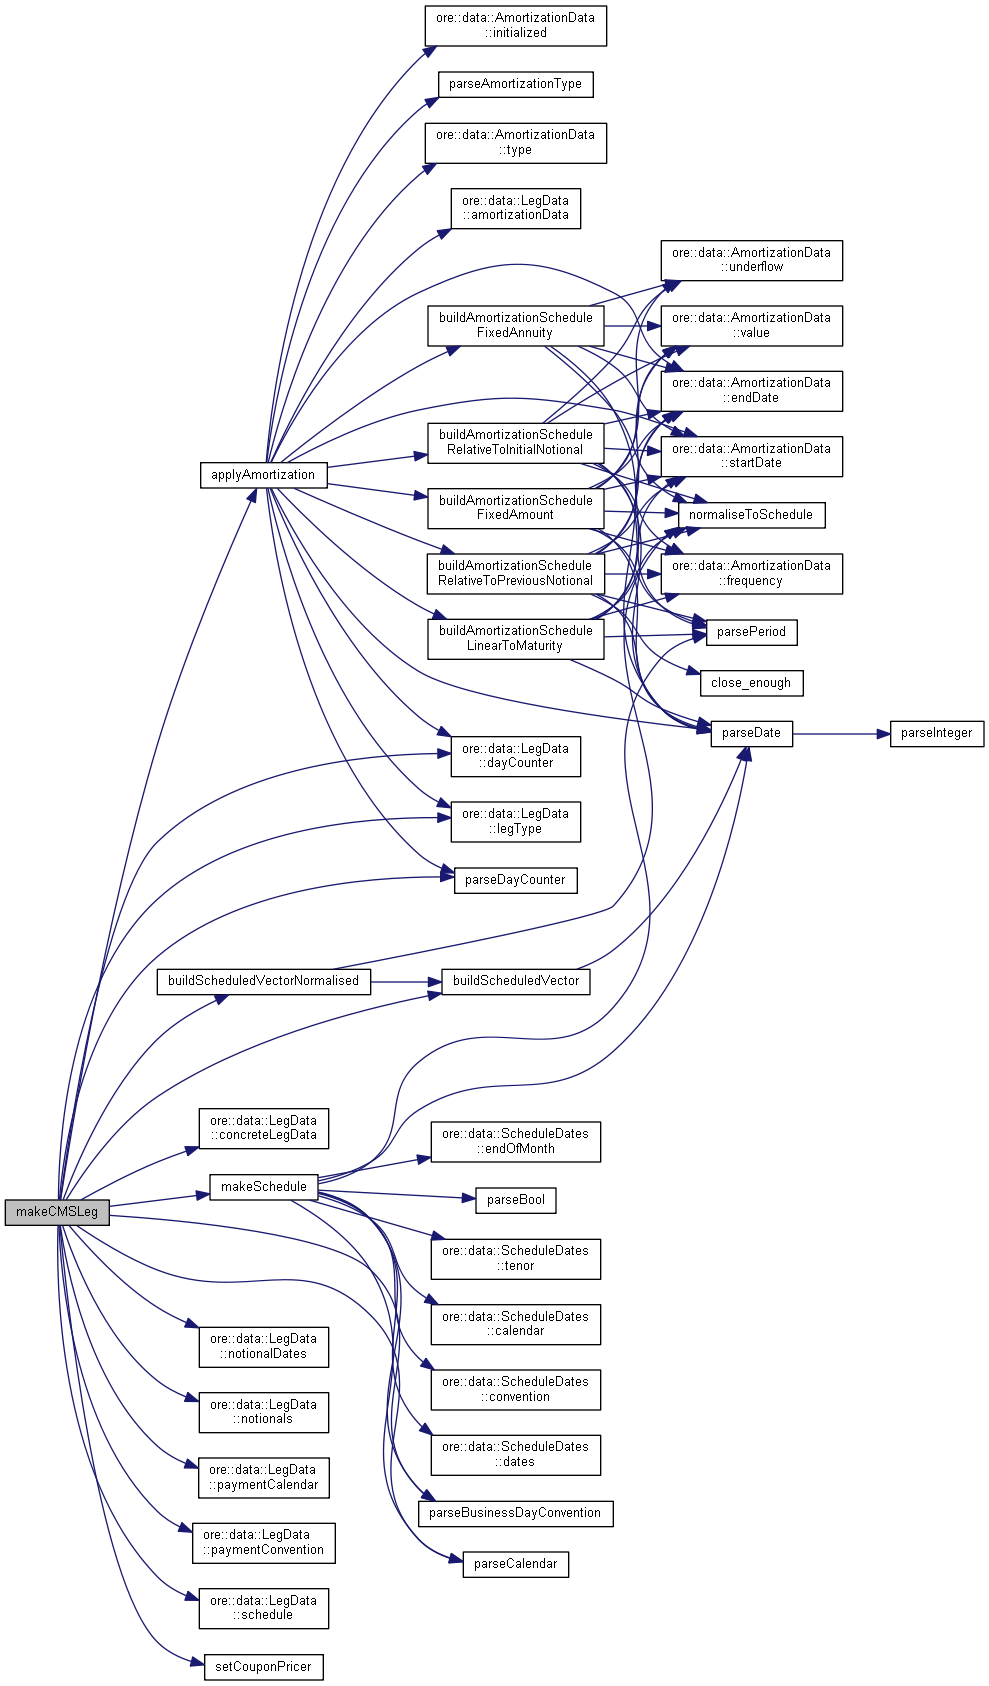 ore::data::AmortizationData
::initialized
parseAmortizationType
ore::data::AmortizationData
::type
ore::data::LegData
::amortizationData
ore::data::AmortizationData
::underflow
buildAmortizationSchedule
FixedAnnuity
ore::data::AmortizationData
::value
ore::data::AmortizationData
::endDate
buildAmortizationSchedule
RelativeToInitialNotional
ore::data::AmortizationData
::startDate
applyAmortization
buildAmortizationSchedule
FixedAmount
normaliseToSchedule
buildAmortizationSchedule
RelativeToPreviousNotional
ore::data::AmortizationData
::frequency
buildAmortizationSchedule
LinearToMaturity
parsePeriod
close_enough
parseDate
parseInteger
ore::data::LegData
::dayCounter
ore::data::LegData
::legType
parseDayCounter
buildScheduledVectorNormalised
buildScheduledVector
ore::data::LegData
::concreteLegData
ore::data::ScheduleDates
::endOfMonth
makeSchedule
parseBool
makeCMSLeg
ore::data::ScheduleDates
::tenor
ore::data::ScheduleDates
::calendar
ore::data::LegData
::notionalDates
ore::data::ScheduleDates
::convention
ore::data::LegData
::notionals
ore::data::ScheduleDates
::dates
ore::data::LegData
::paymentCalendar
parseBusinessDayConvention
ore::data::LegData
::paymentConvention
parseCalendar
ore::data::LegData
::schedule
setCouponPricer